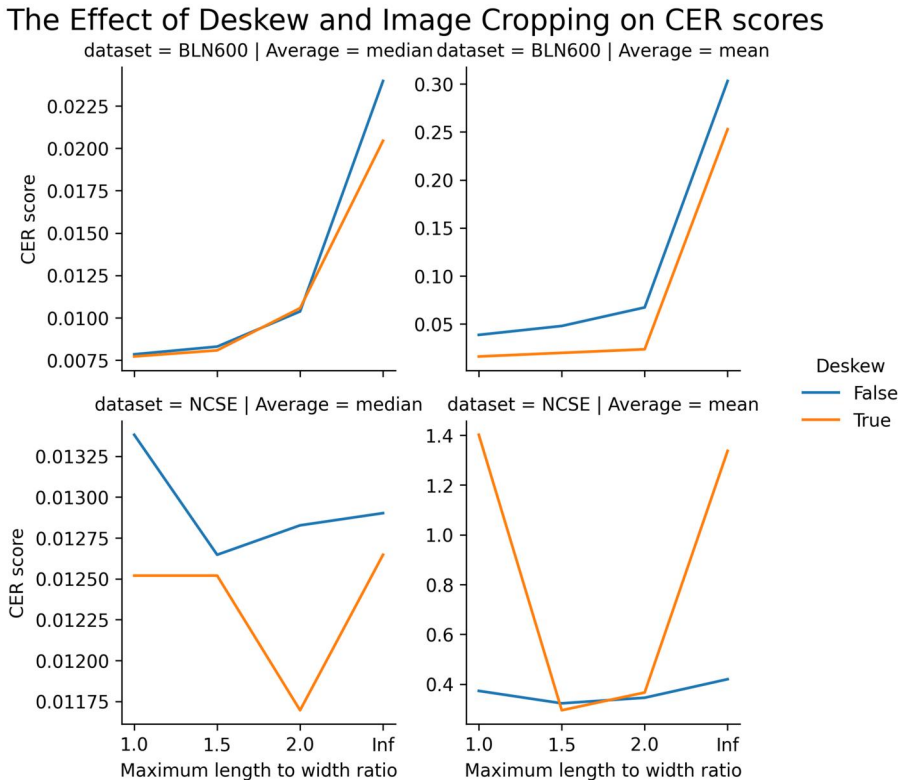 The Effect of Deskew and Image Cropping on CER scores
dataset = BLN600 | Average = median
dataset = BLN600 | Average = mean
0.0225
0.0200
0.0175
0.0150
0.0125
0.0100
0.0075
CER score
0.30
0.25
0.20
0.15
0.10
0.05
Deskew
False
True
dataset = NCSE | Average = median
dataset = NCSE | Average = mean
0.01325
0.01300
0.01275
0.01250
0.01225
0.01200
0.01175
CER score
1.0 1.5 2.0 Inf
Maximum length to width ratio
1.4
1.2
1.0
0.8
0.6
0.4
1.0 1.5 2.0 Inf
Maximum length to width ratio